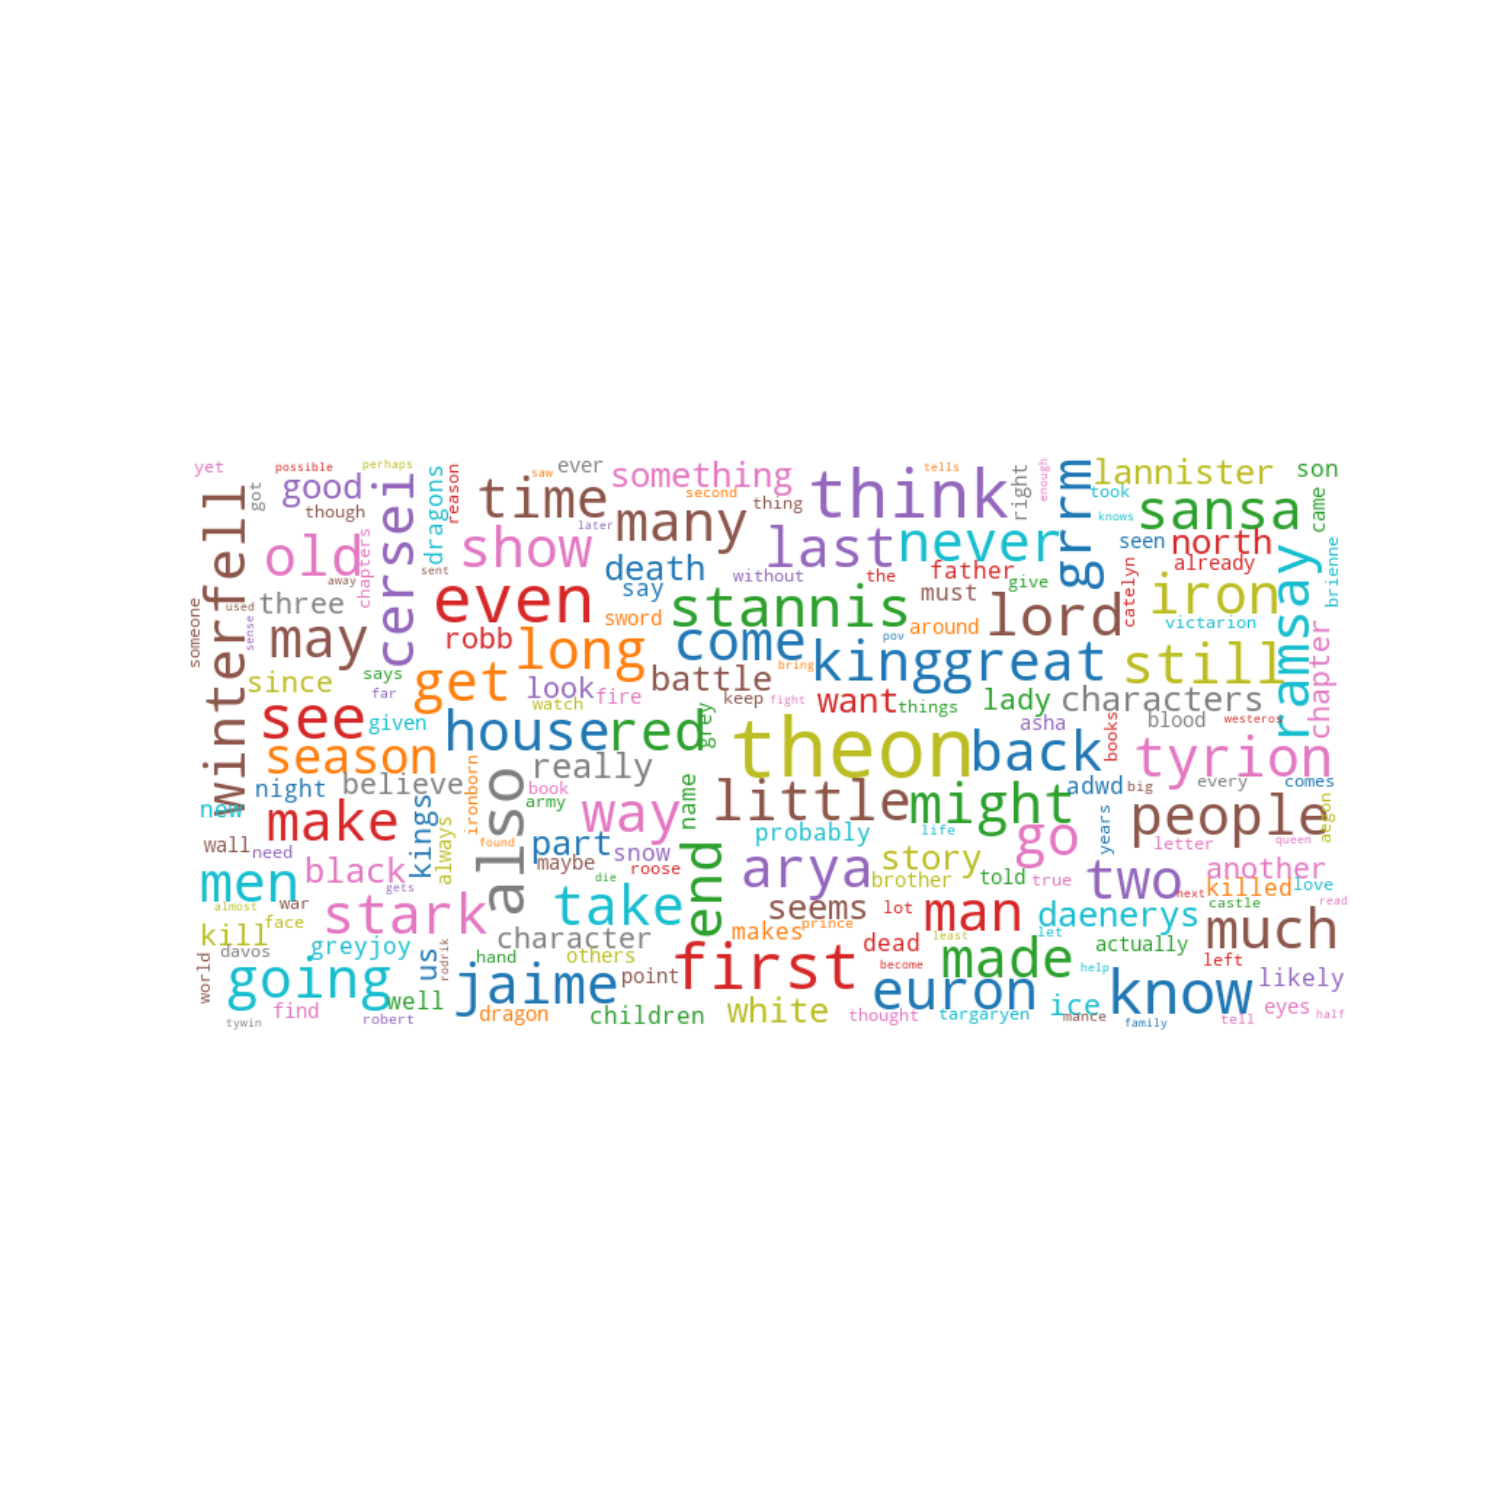 yet
possible
perhaps
saw
ever
something
tells
right
enough
grrm
lannister
son
got
good
cersei
dragons
reason
time
second
thing
think
took
sansa
came
though
later
many
knows
winterfell
old
chapters
show
last
never
seen
north
brienne
away
sent
death
without
the
father
already
give
someone
used
three
even
say
must
catelyn
iron
ramsay
sense
may
robb
sword
stannis
around
lord
victarion
long
come
pov
since
says
get
look
fire
battle
bring
king
great
still
chapter
far
watch
keep
fight
want
things
lady
characters
see
given
house
red
grey
asha
books
blood
westeros
season
really
theon
back
tyrion
night
believe
ironborn
also
book
name
adwd
big
every
comes
new
make
kings
always
army
way
little
might
years
people
aegon
wall
need
found
part
maybe
snow
probably
life
go
letter
queen
men
black
gets
die
roose
end
arya
story
brother
told
true
two
next
another
killed
love
almost
war
face
stark
take
seems
lot
man
daenerys
castle
read
kill
davos
greyjoy
us
rodrik
character
hand
others
makes
prince
dead
least
made
let
actually
much
left
world
going
well
jaime
point
first
become
euron
help
know
likely
tywin
find
robert
dragon
children
white
thought
targaryen
ice
mance
family
tell
eyes
half